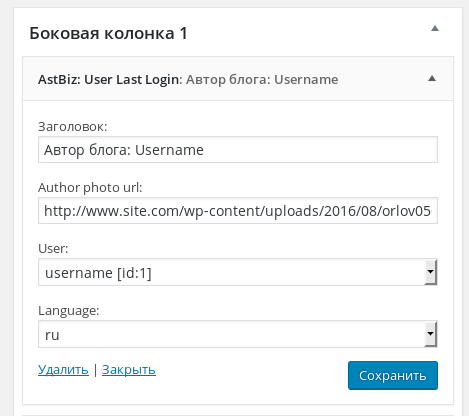 Боковая колонка 1
AstBiz: User Last Login: Автор блога: Username
Заголовок:
Автор блога: Username
Author photo url:
http://www.site.com/wp-content/uploads/2016/08/orlov05
User:
username [id:1]
Language:
ru
Удалить | Закрыть
Сохранить